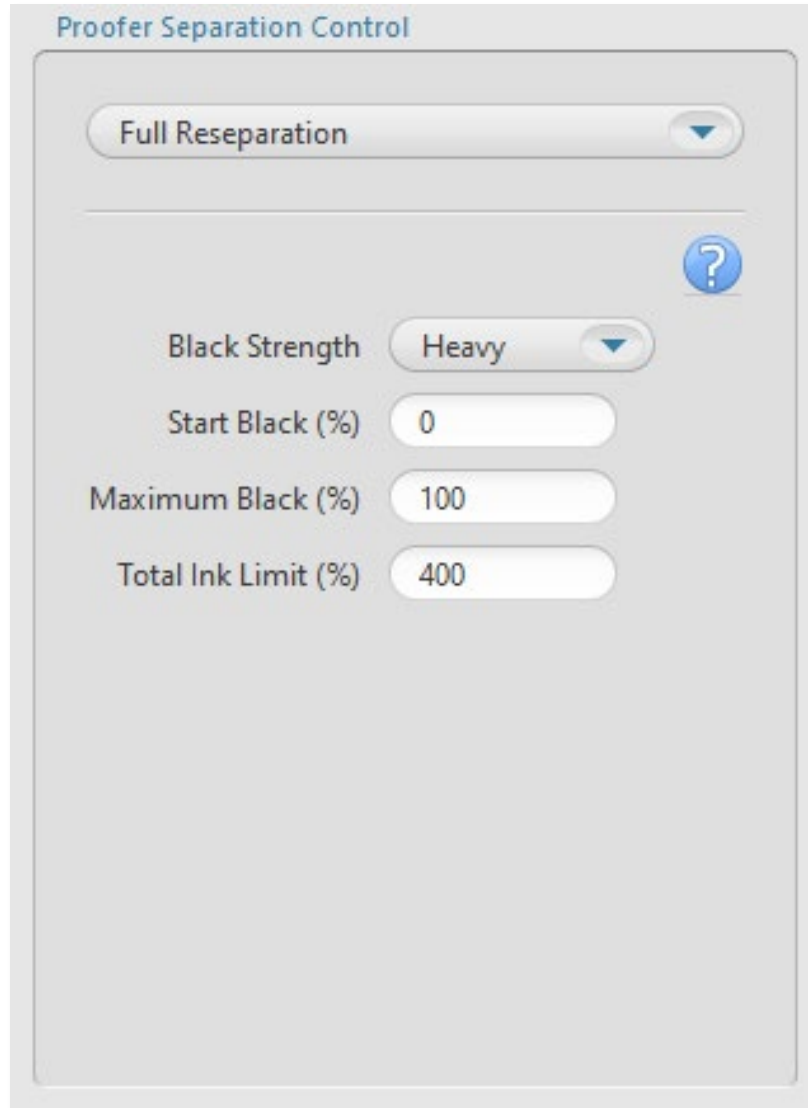 Proofer Separation Control
Full Reseparation
?
Black Strength Heavy
Start Black (%) 0
Maximum Black (%) 100
Total Ink Limit (%) 400